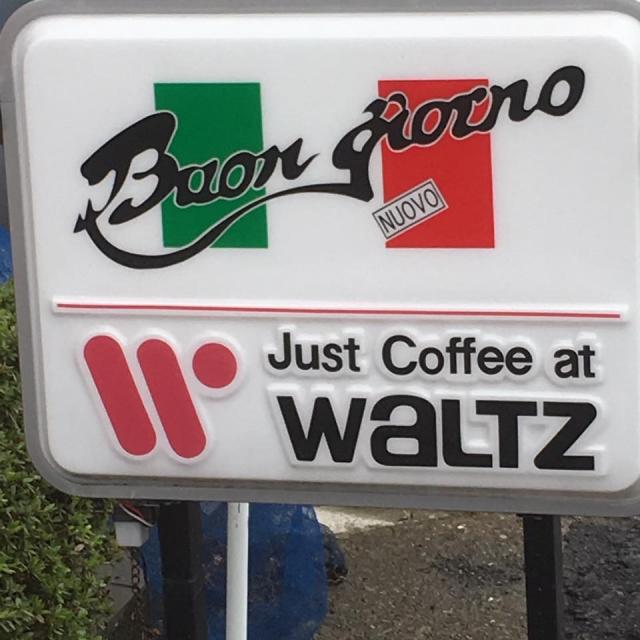 Buon giorno
NUOVO
Just Coffee at
WALTZ